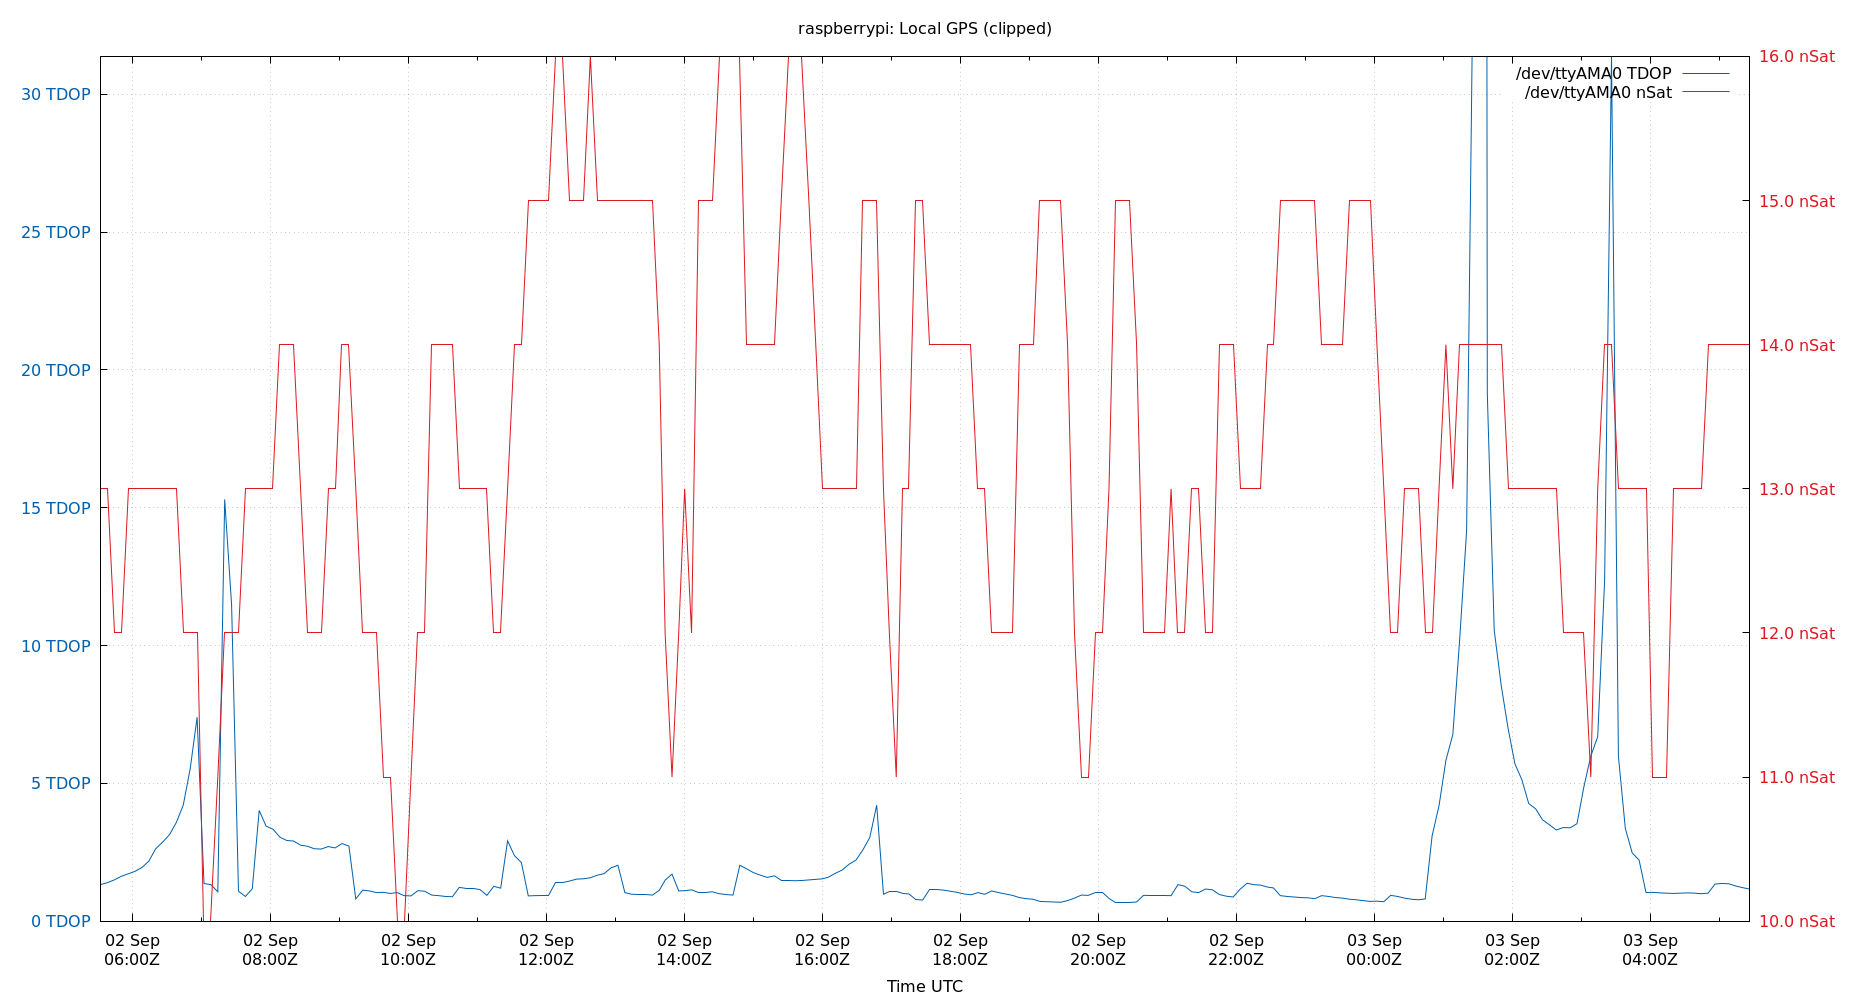 raspberrypi: Local GPS (clipped)
/dev/ttyAMA0 TDOP
/dev/ttyAMA0 nSat
30 TDOP
25 TDOP
20 TDOP
15 TDOP
10 TDOP
5 TDOP
0 TDOP
16.0 nSat
15.0 nSat
14.0 nSat
13.0 nSat
12.0 nSat
11.0 nSat
10.0 nSat
02 Sep
06:00Z
02 Sep
08:00Z
02 Sep
10:00Z
02 Sep
12:00Z
02 Sep
14:00Z
02 Sep
16:00Z
02 Sep
18:00Z
02 Sep
20:00Z
02 Sep
22:00Z
03 Sep
00:00Z
03 Sep
02:00Z
03 Sep
04:00Z
Time UTC